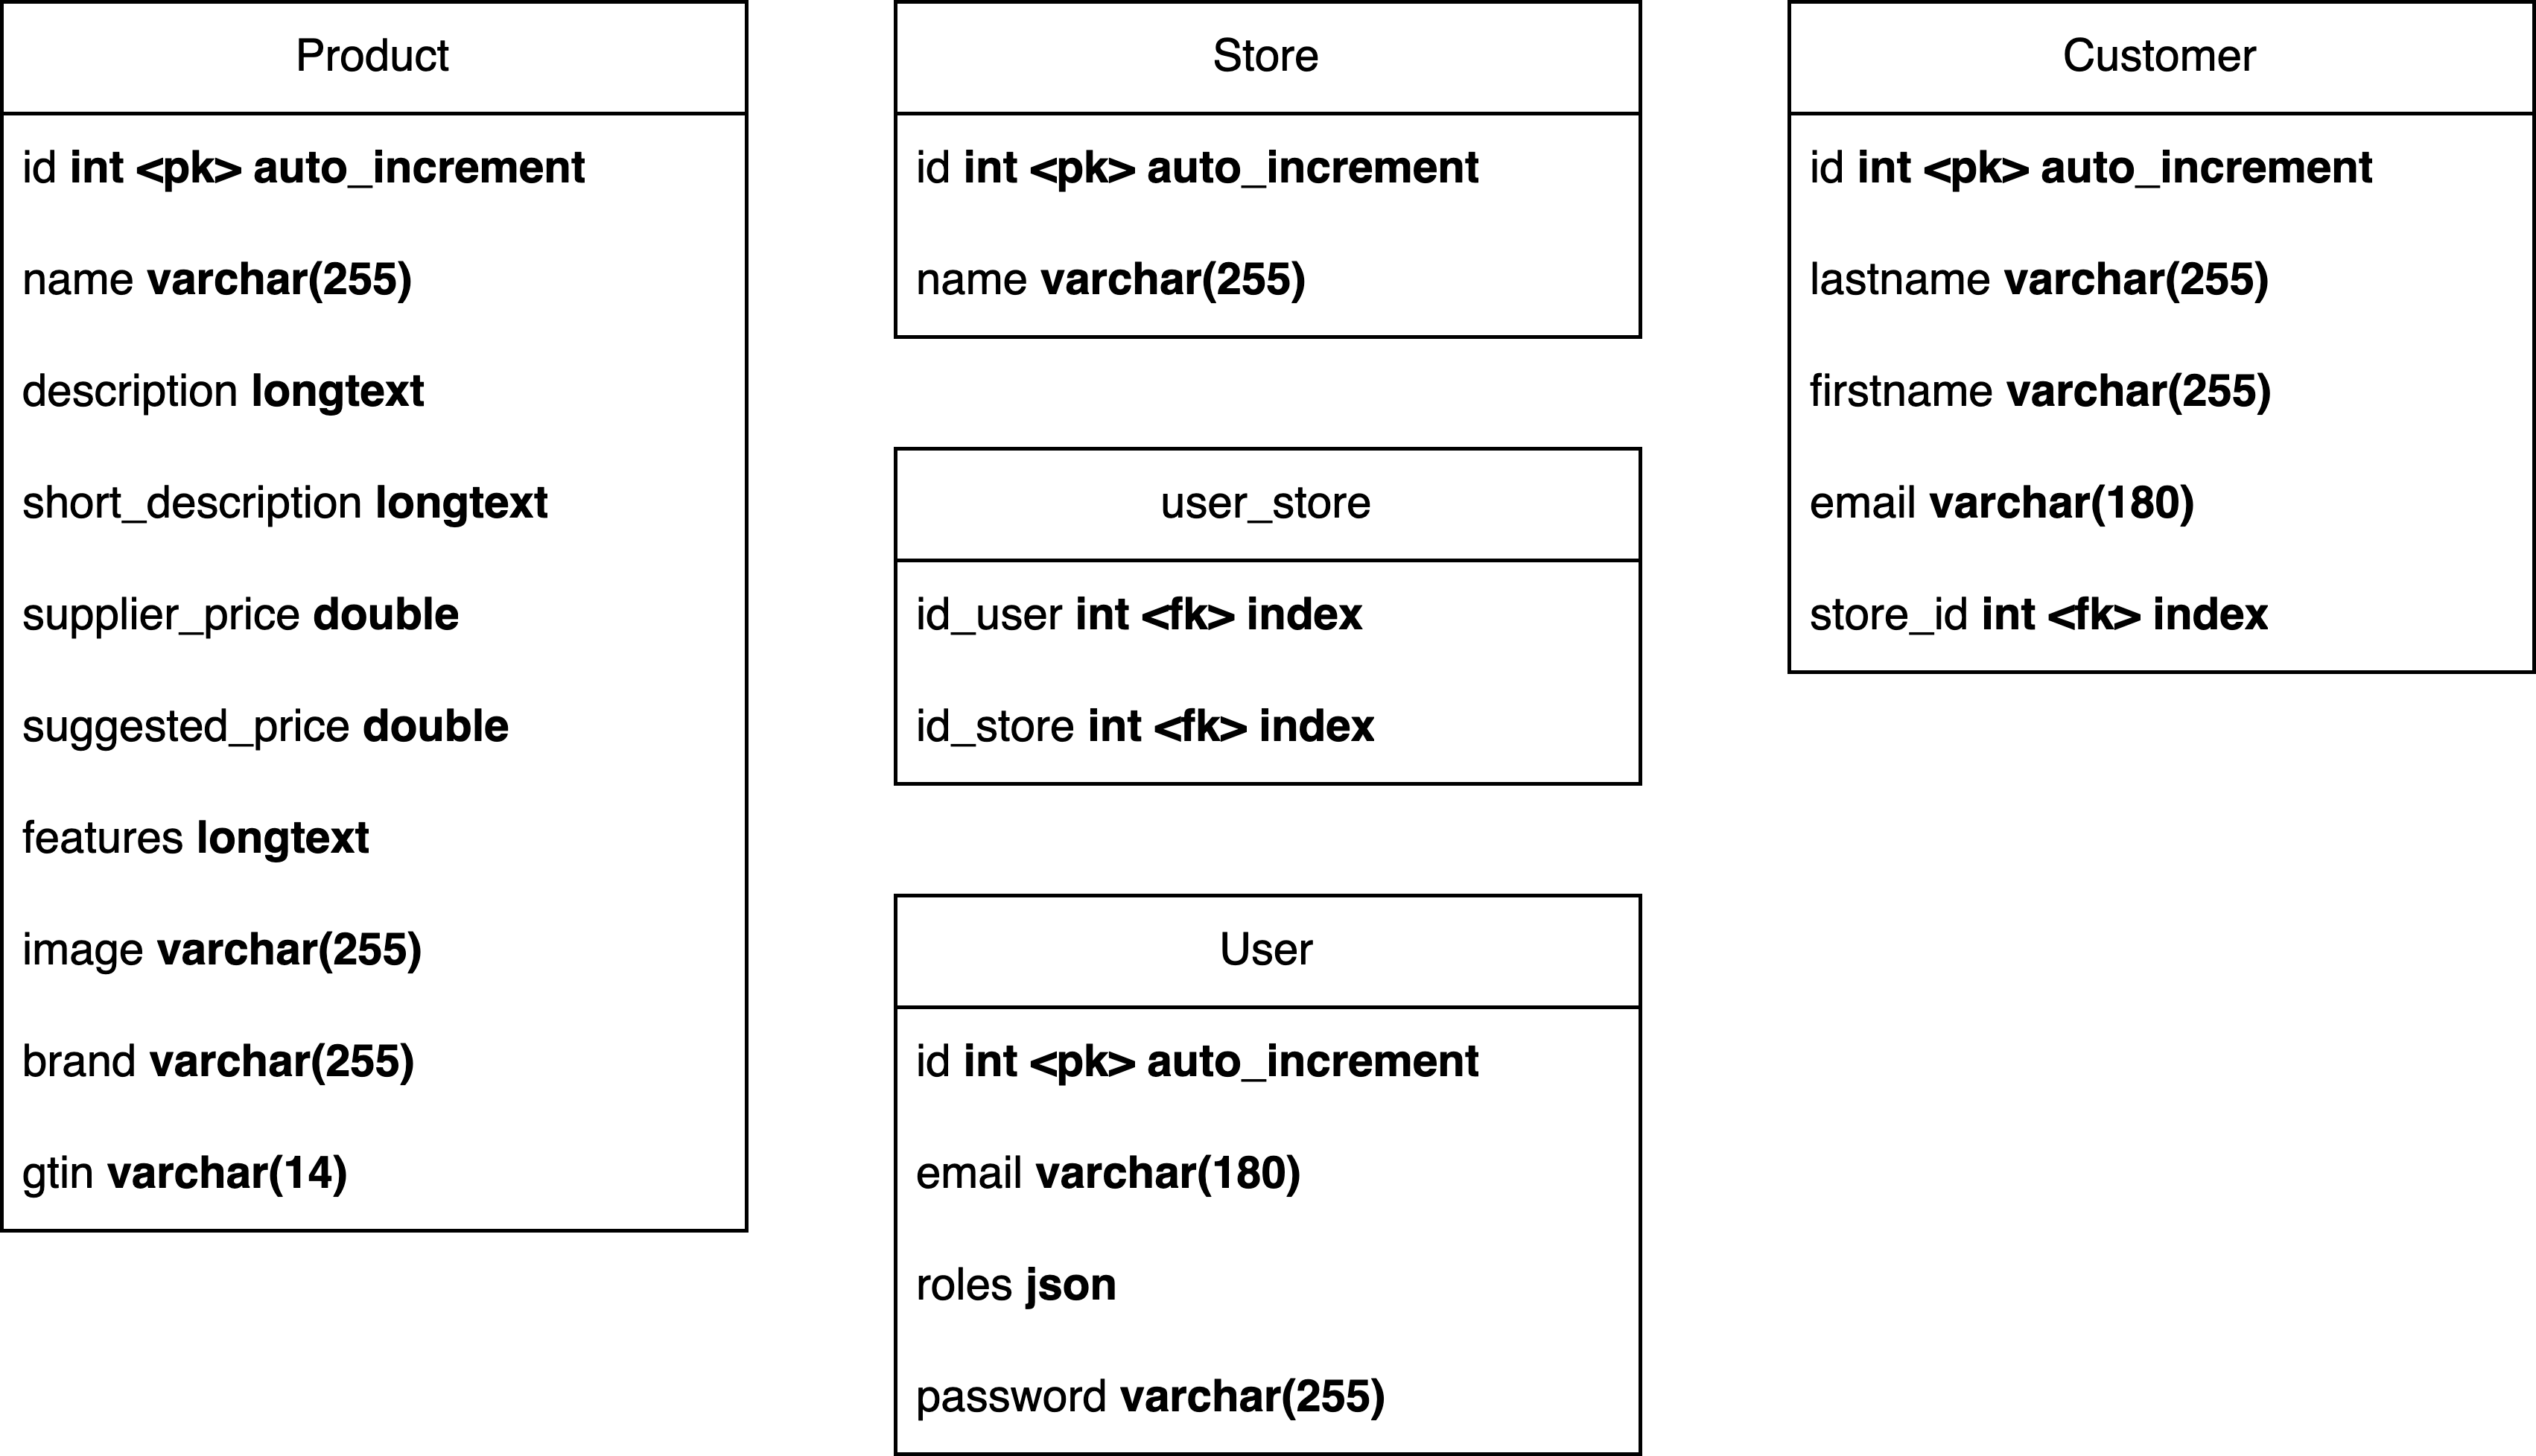 Product
id int <pk> auto_increment
name varchar(255)
description longtext
short_description longtext
supplier_price double
suggested_price double
features longtext
image varchar(255)
brand varchar(255)
gtin varchar(14)
Store
id int <pk> auto_increment
name varchar(255)
user_store
id_user int <fk> index
id_store int <fk> index
User
id int <pk> auto_increment
email varchar(180)
roles json
password varchar(255)
Customer
id int <pk> auto_increment
lastname varchar(255)
firstname varchar(255)
email varchar(180)
store_id int <fk> index